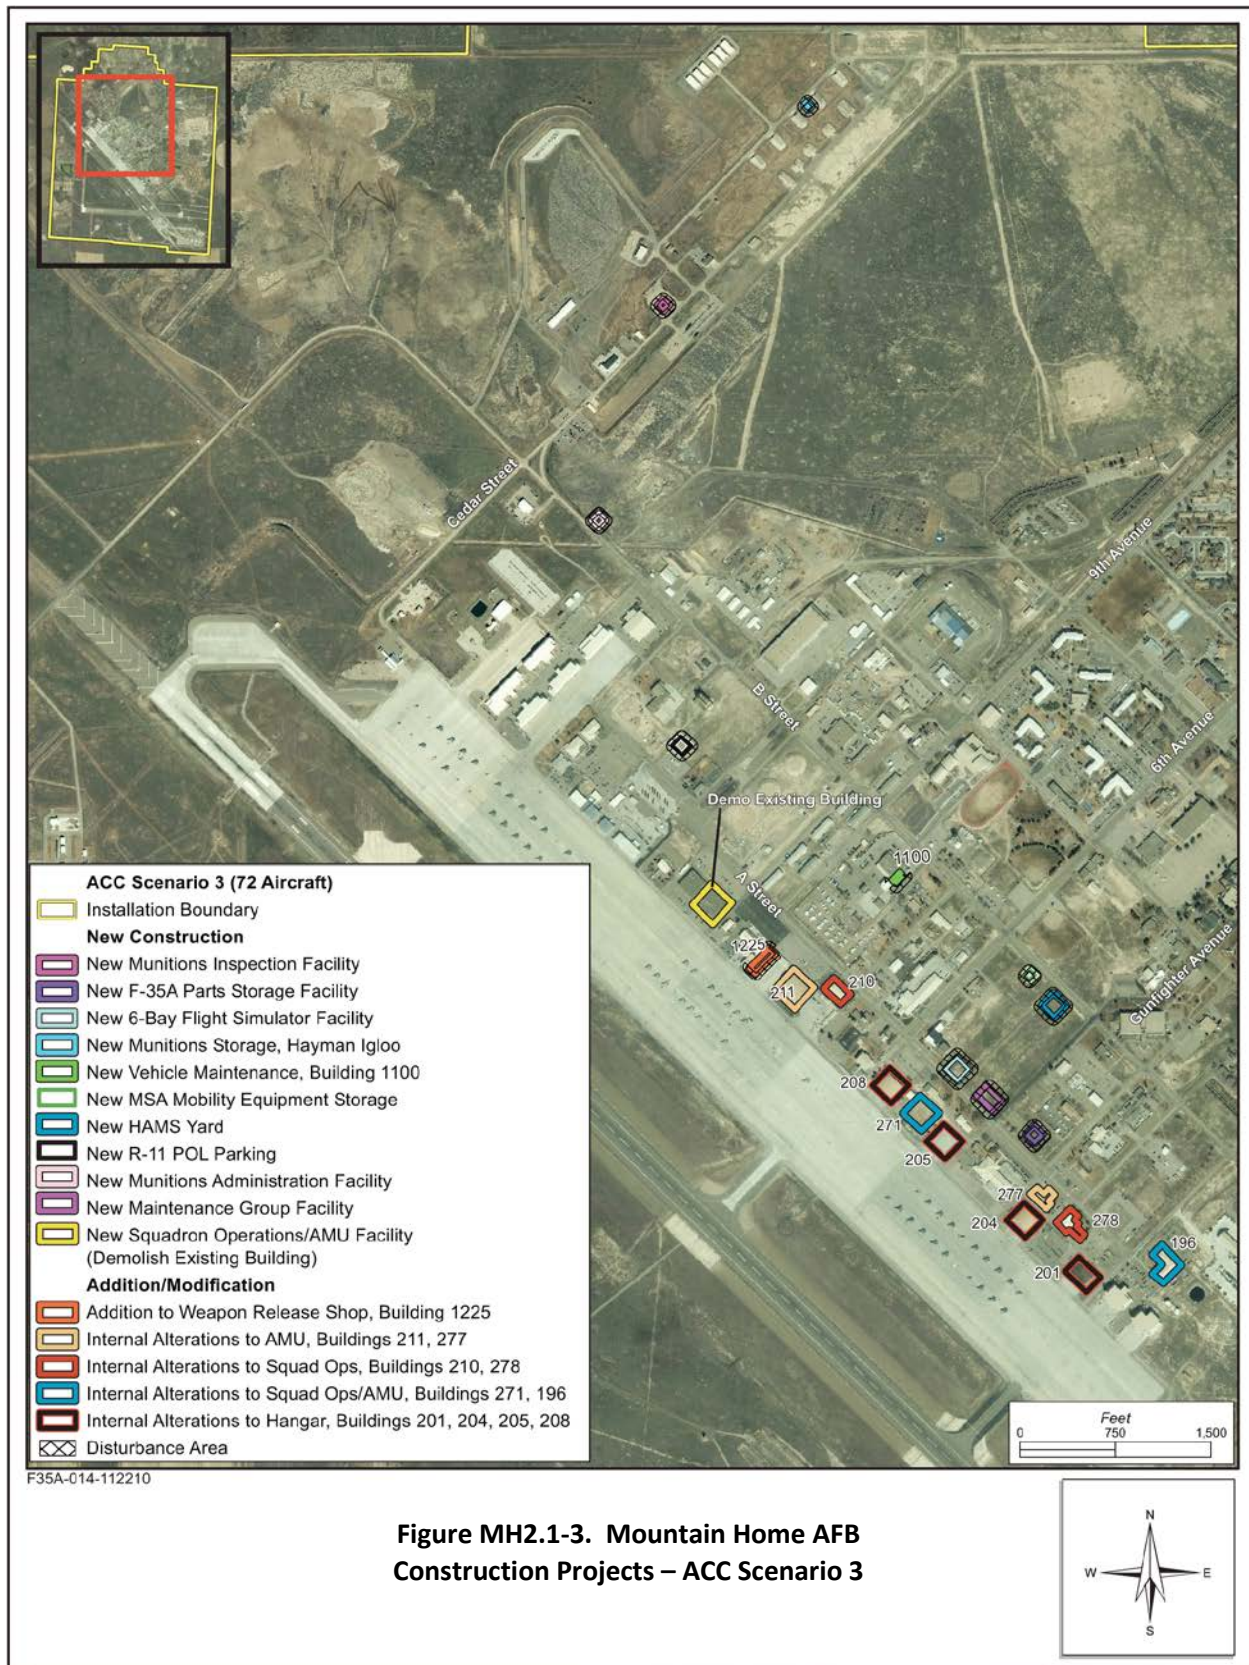 Cedar Street
9th Avenue
B Street
6th Avenue
Demo Existing Building
1100
A Street
Gunfighter Avenue
1225
211
210
208
271
205
277
204
278
196
201
ACC Scenario 3 (72 Aircraft)
Installation Boundary
New Construction
New Munitions Inspection Facility
New F-35A Parts Storage Facility
New 6-Bay Flight Simulator Facility
New Munitions Storage, Hayman Igloo
New Vehicle Maintenance, Building 1100
New MSA Mobility Equipment Storage
New HAMS Yard
New R-11 POL Parking
New Munitions Administration Facility
New Maintenance Group Facility
New Squadron Operations/AMU Facility
(Demolish Existing Building)
Addition/Modification
Addition to Weapon Release Shop, Building 1225
Internal Alterations to AMU, Buildings 211, 277
Internal Alterations to Squad Ops, Buildings 210, 278
Internal Alterations to Squad Ops/AMU, Buildings 271, 196
Internal Alterations to Hangar, Buildings 201, 204, 205, 208
Disturbance Area
Feet
0 750 1,500
F35A-014-112210
Figure MH2.1-3. Mountain Home AFB
Construction Projects – ACC Scenario 3
N
W E
S